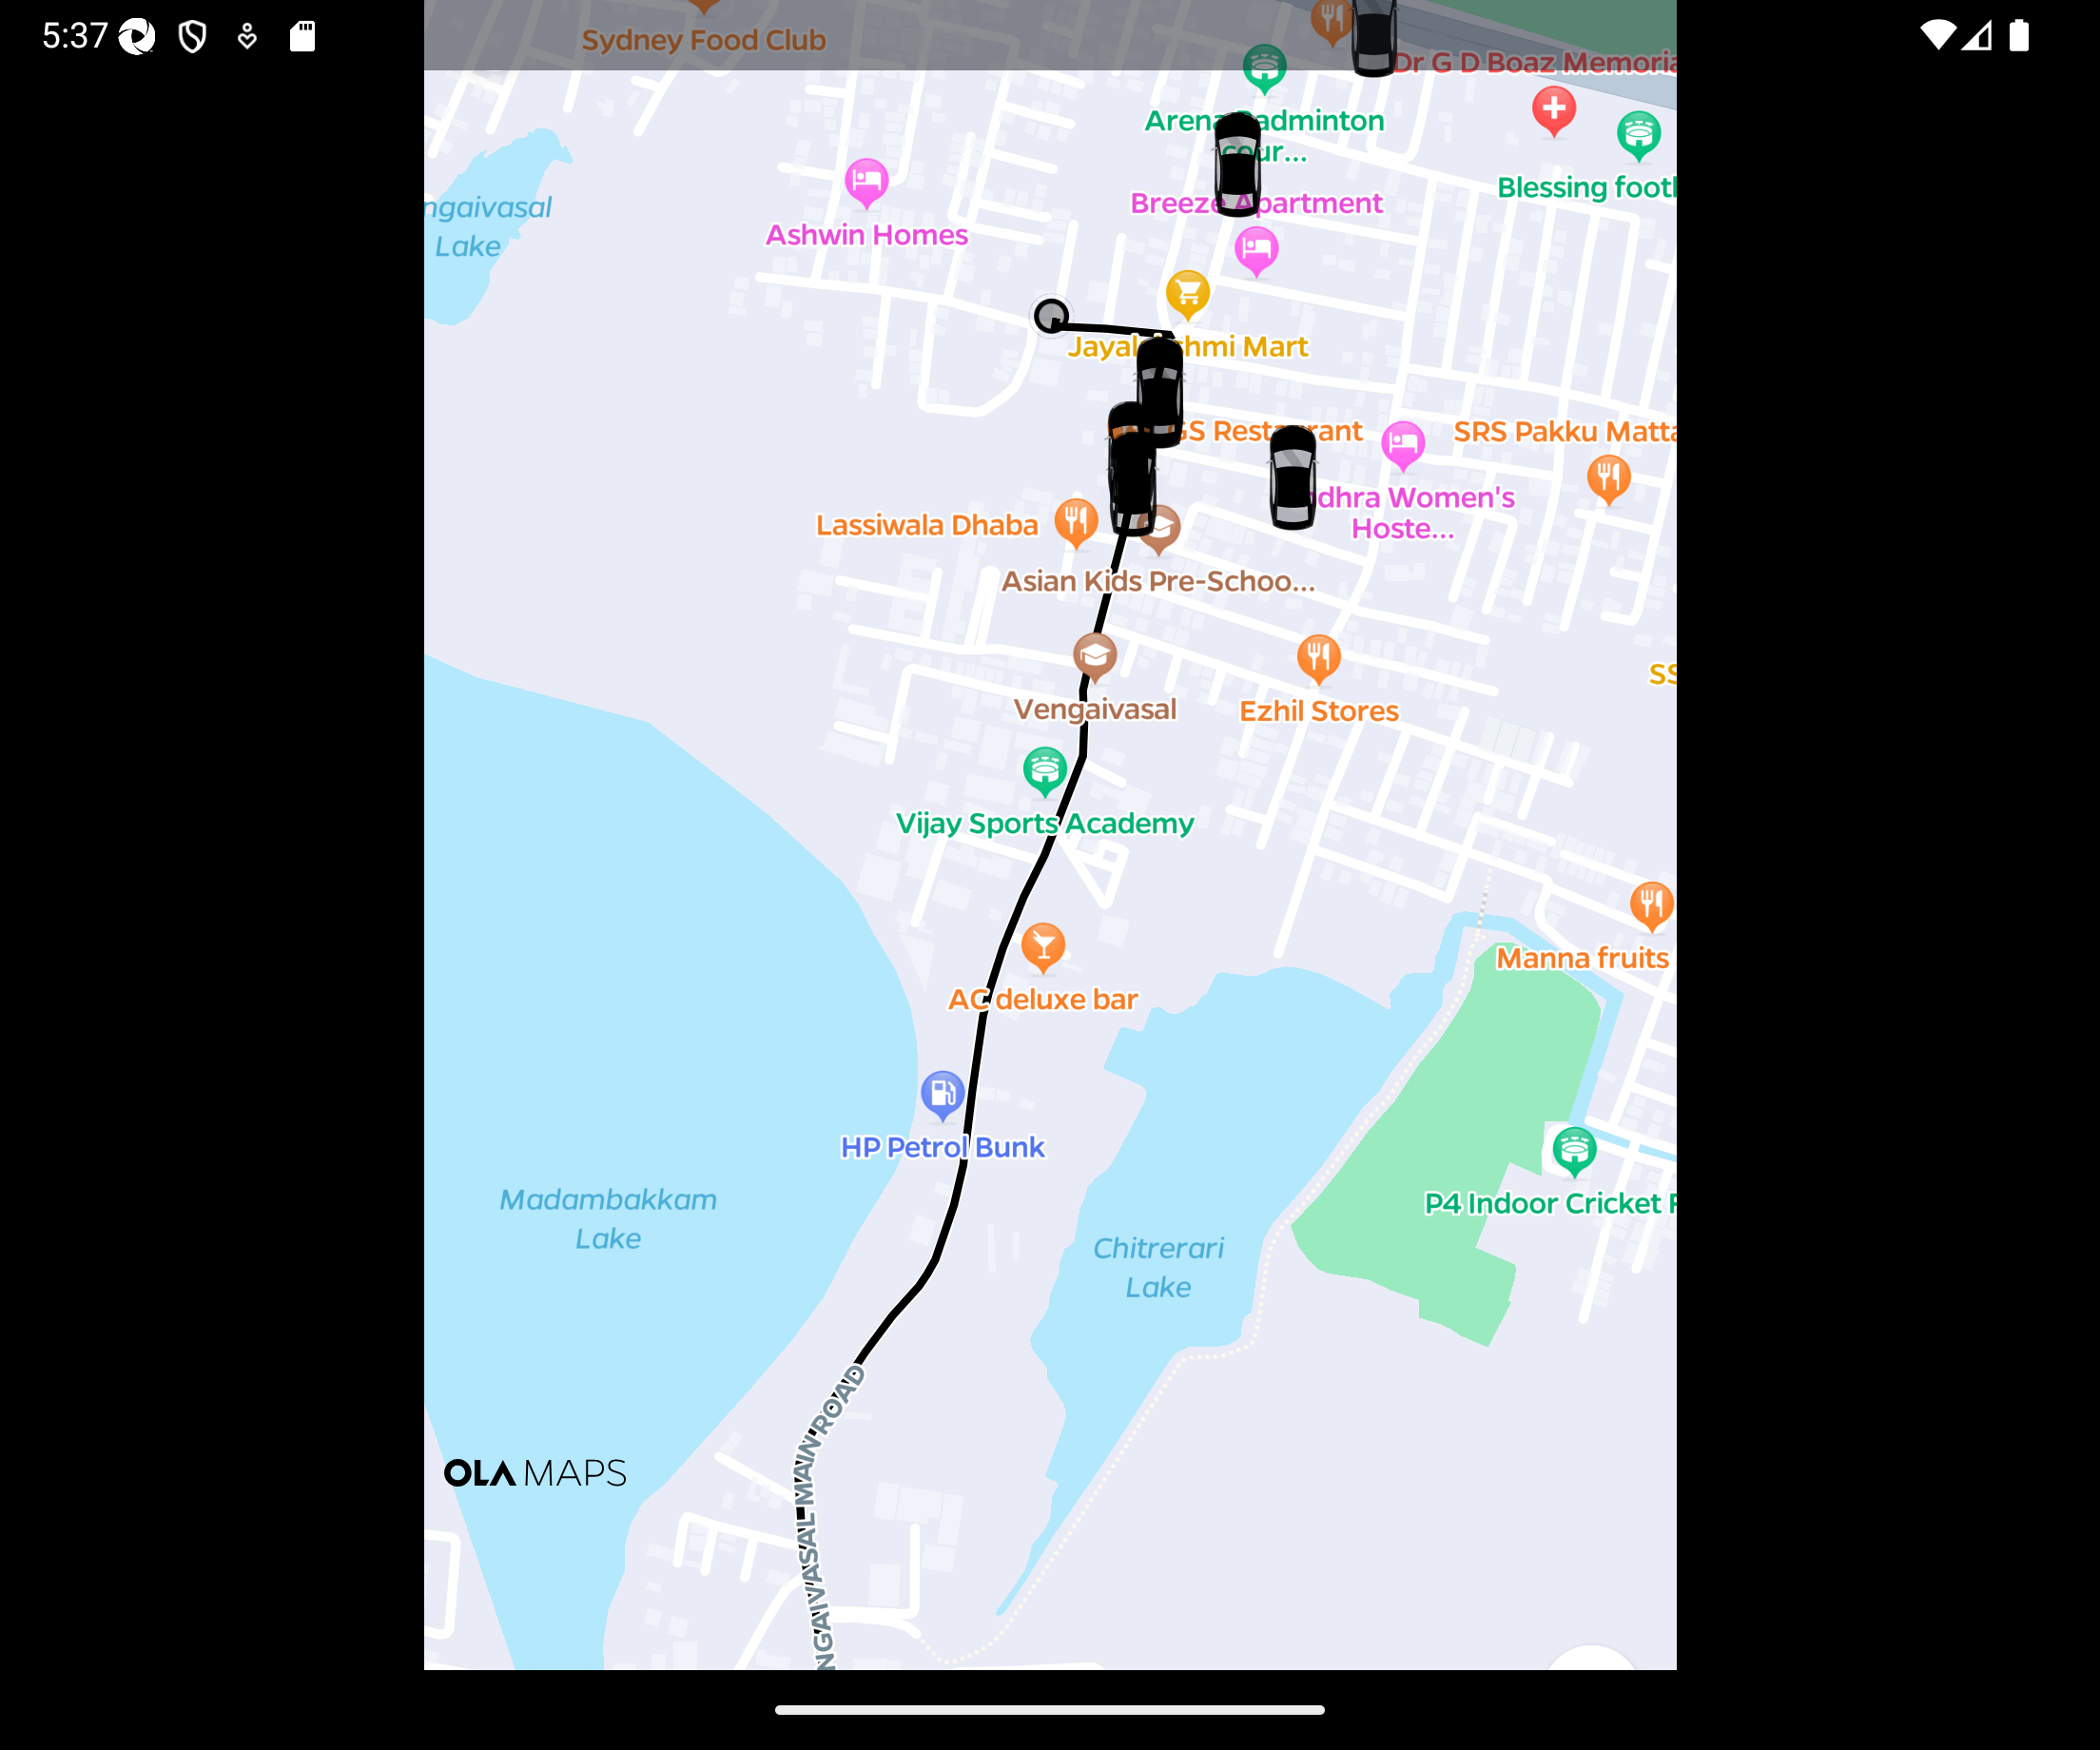 5:37
Sydney Food Club
Dr G D Boaz Memoria
Arena Badminton
cour...
Blessing footl
Breeze Apartment
ngaivasal
Lake
Ashwin Homes
Jayalakshmi Mart
GS Restaurant
SRS Pakku Matta
dhra Women's
Hoste...
Lassiwala Dhaba
Asian Kids Pre-Schoo...
SS
Vengaivasal
Ezhil Stores
Vijay Sports Academy
Manna fruits
AC deluxe bar
HP Petrol Bunk
Madambakkam
Lake
P4 Indoor Cricket F
Chitrerari
Lake
NGAIVASAL MAIN ROAD
OLA MAPS